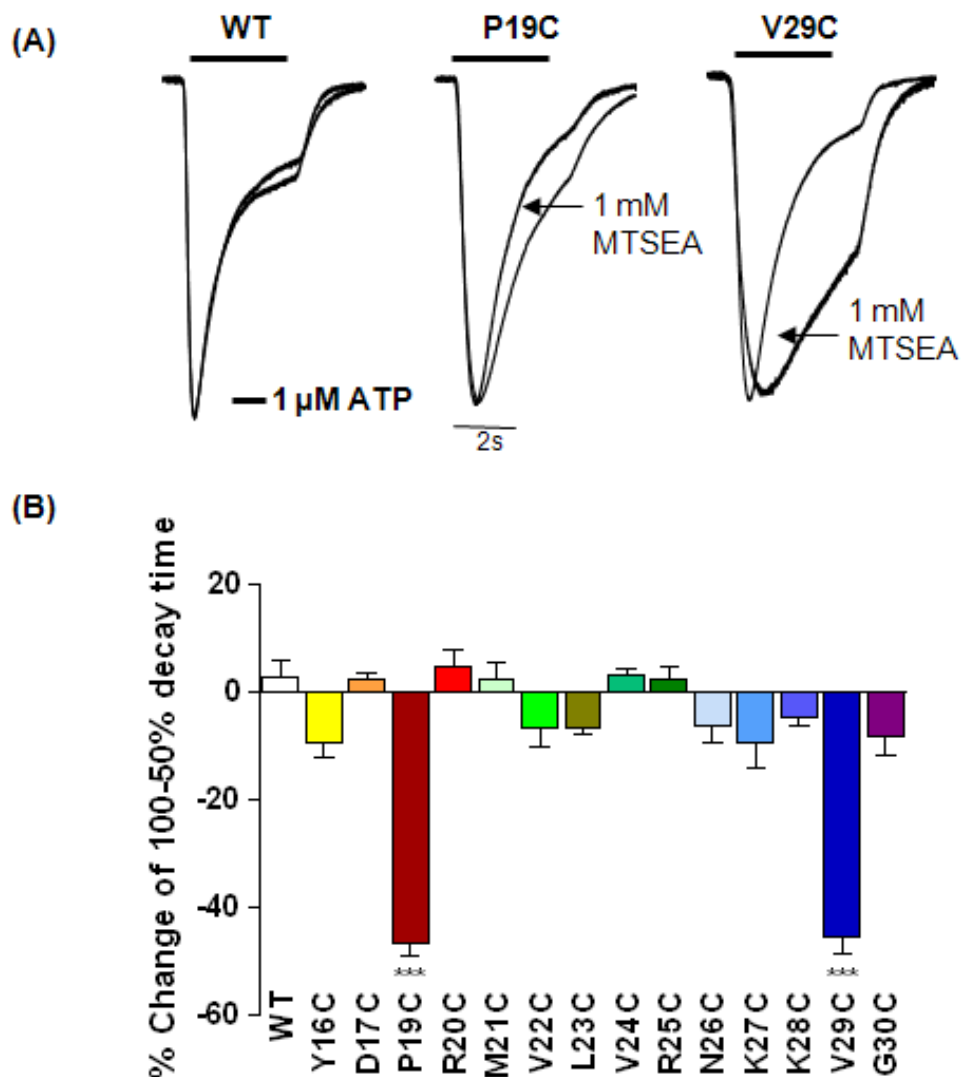 (A)
WT
P19C
V29C
1 mM
MTSEA
1 mM
MTSEA
1 µM ATP
2s
(B)
% Change of 100-50% decay time
20
0
-20
-40
-60
***
***
WT
Y16C
D17C
P19C
R20C
M21C
V22C
L23C
V24C
R25C
N26C
K27C
K28C
V29C
G30C